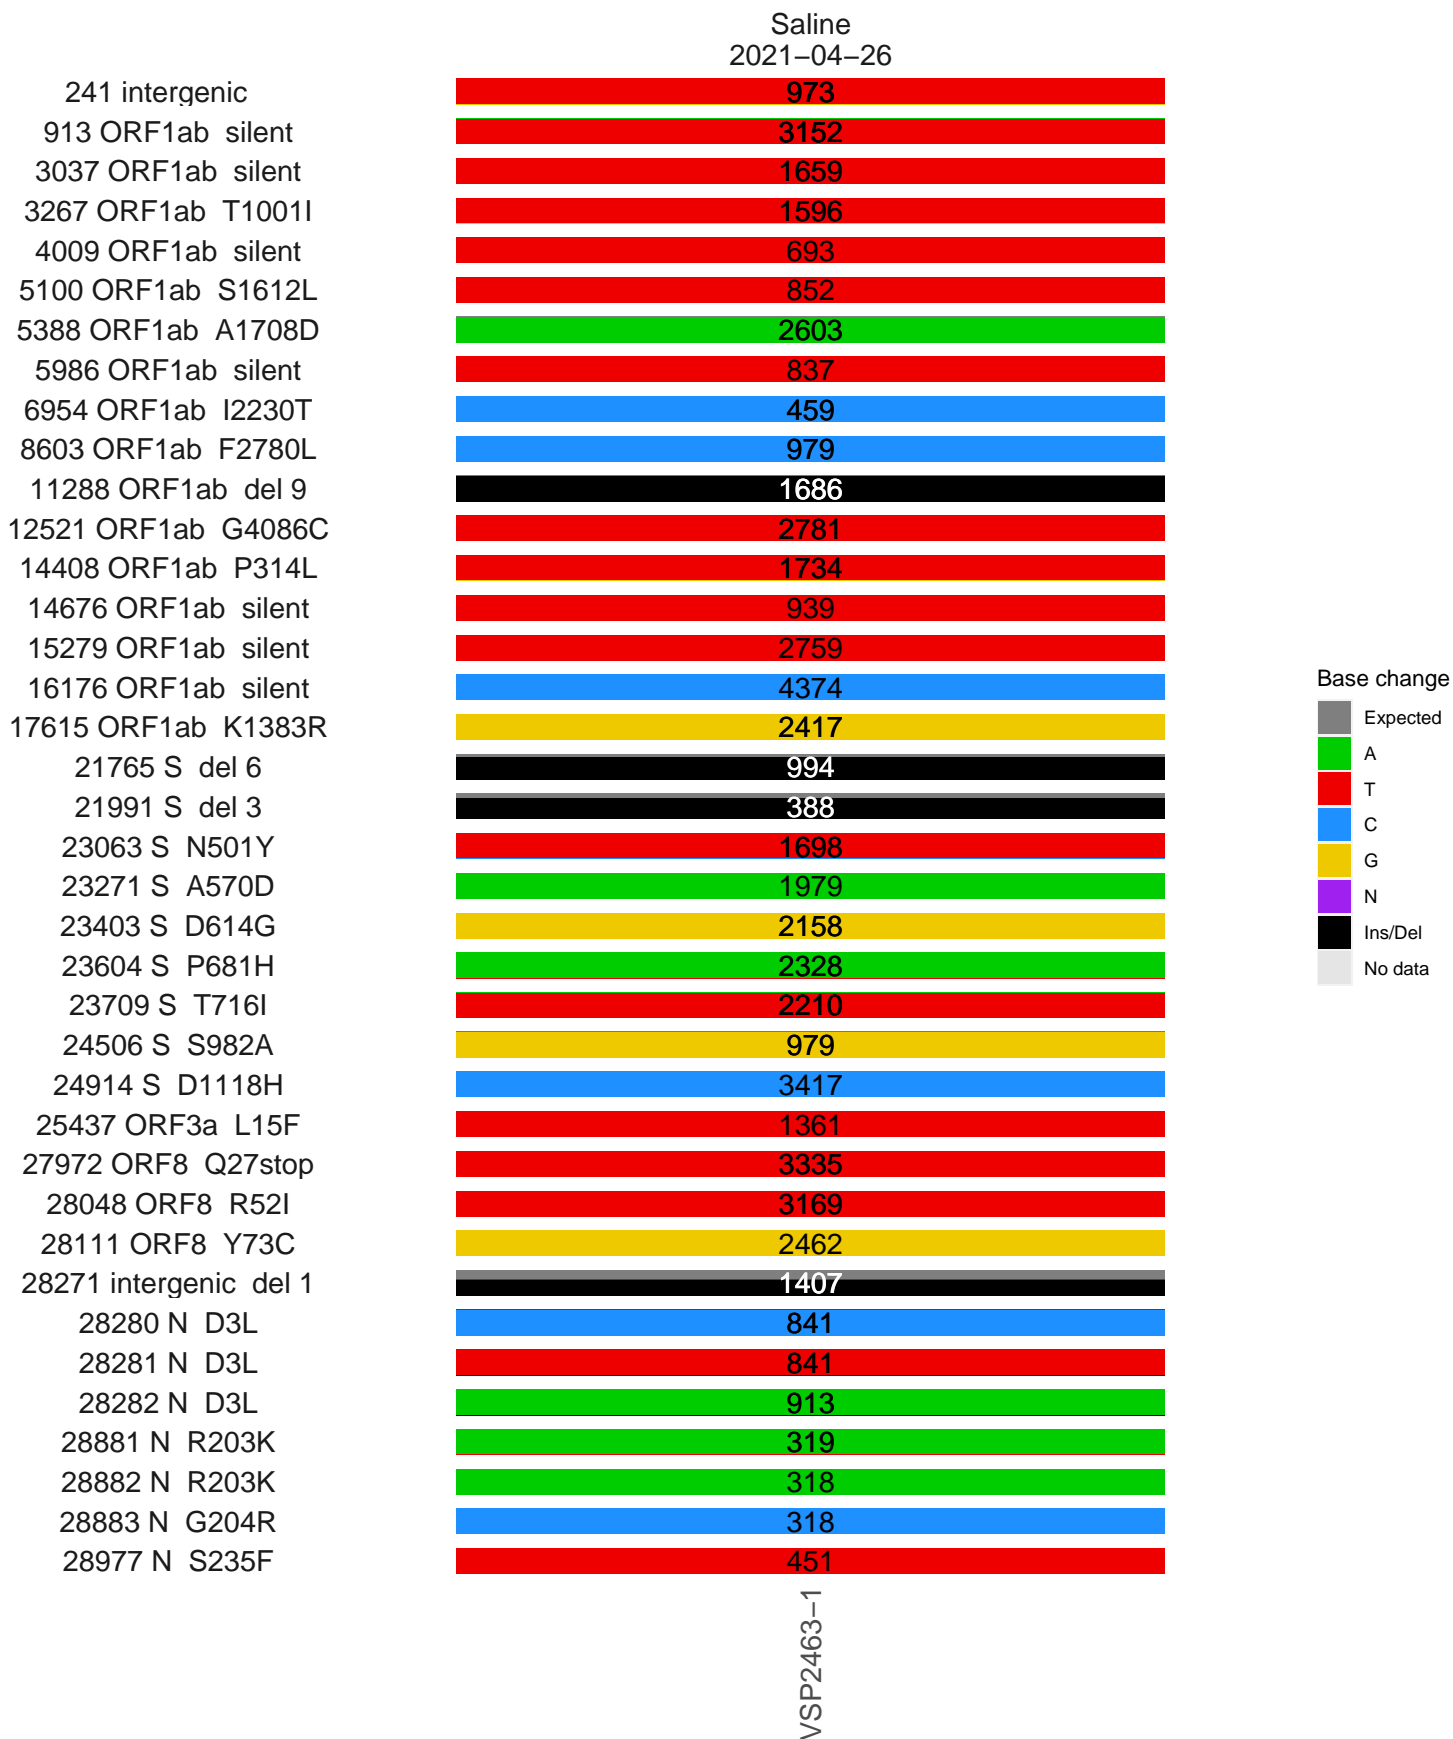 Saline
2021−04−26
241 intergenic 973
913 ORF1ab silent 3152
3037 ORF1ab silent 1659
3267 ORF1ab T1001I 1596
4009 ORF1ab silent 693
5100 ORF1ab S1612L 852
5388 ORF1ab A1708D 2603
5986 ORF1ab silent 837
6954 ORF1ab I2230T 459
8603 ORF1ab F2780L 979
11288 ORF1ab del 9 1686
12521 ORF1ab G4086C 2781
14408 ORF1ab P314L 1734
14676 ORF1ab silent 939
15279 ORF1ab silent 2759
16176 ORF1ab silent 4374
17615 ORF1ab K1383R 2417
21765 S del 6 994
21991 S del 3 388
23063 S N501Y 1698
23271 S A570D 1979
23403 S D614G 2158
23604 S P681H 2328
23709 S T716I 2210
24506 S S982A 979
24914 S D1118H 3417
25437 ORF3a L15F 1361
27972 ORF8 Q27stop 3335
28048 ORF8 R52I 3169
28111 ORF8 Y73C 2462
28271 intergenic del 1 1407
28280 N D3L 841
28281 N D3L 841
28282 N D3L 913
28881 N R203K 319
28882 N R203K 318
28883 N G204R 318
28977 N S235F 451
VSP2463−1
Base change
Expected
A
T
C
G
N
Ins/Del
No data